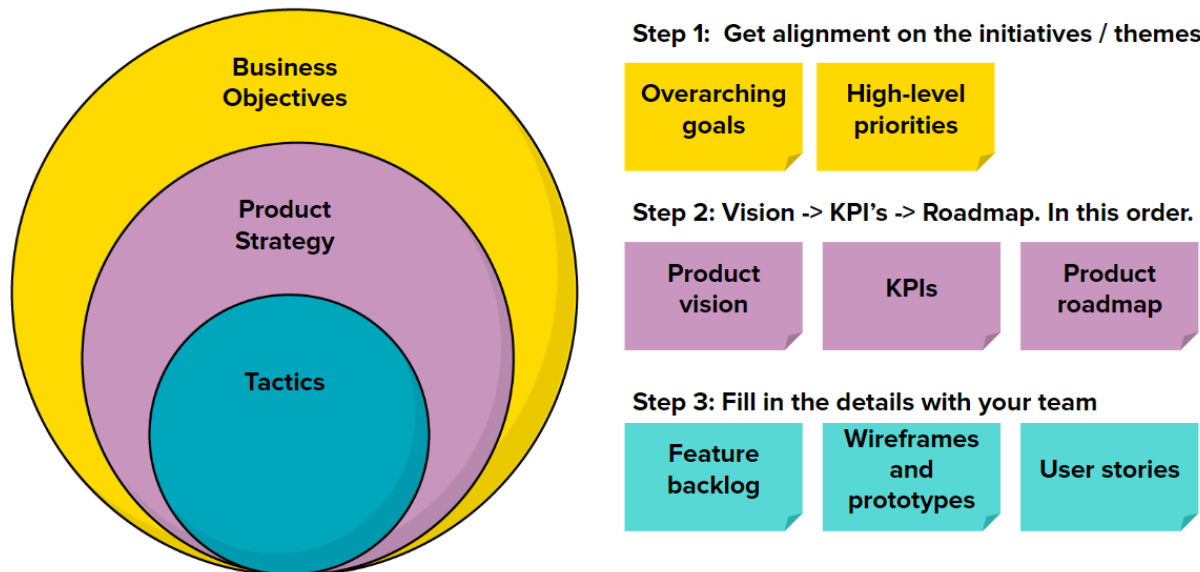 Business
Objectives
Product
Strategy
Tactics
Step 1:  Get alignment on the initiatives / themes
Overarching
goals
High-level
priorities
Step 2: Vision -> KPI’s -> Roadmap. In this order.
Product
vision
KPIs
Product
roadmap
Step 3: Fill in the details with your team
Feature
backlog
Wireframes
and
prototypes
User stories